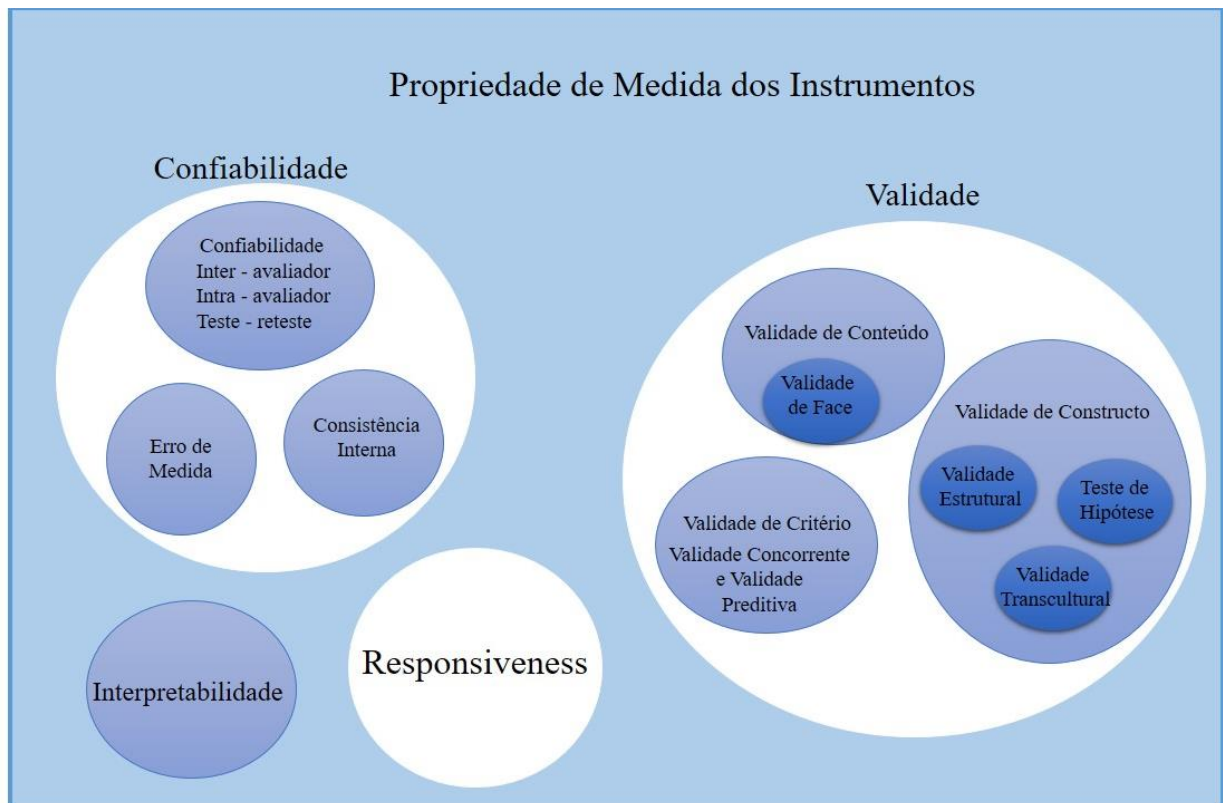 Propriedade de Medida dos Instrumentos
Confiabilidade
Confiabilidade
Inter - avaliador
Intra - avaliador
Teste - reteste
Erro de
Medida
Consistência
Interna
Validade
Validade de Conteúdo
Validade
de Face
Validade de Constructo
Validade
Estrutural
Teste de
Hipótese
Validade
Transcultural
Validade de Critério
Validade Concorrente
e Validade
Preditiva
Interpretabilidade
Responsiveness